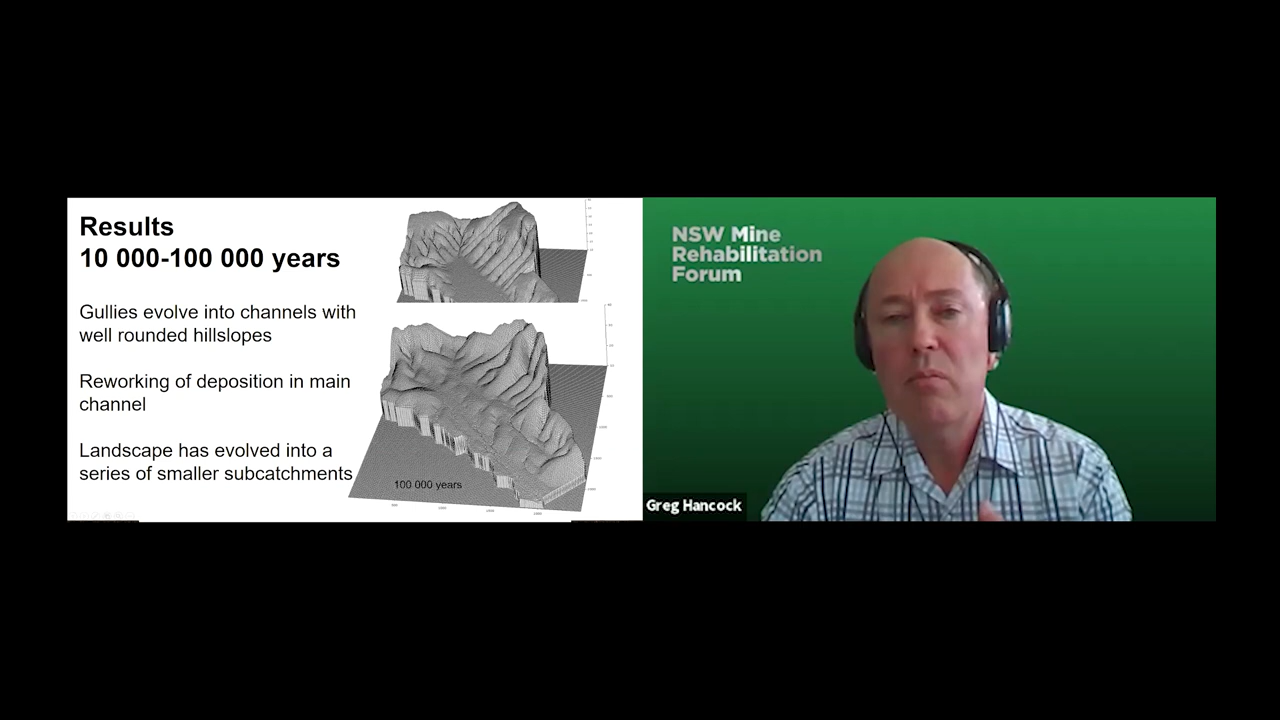 Results
10 000-100 000 years
Gullies evolve into channels with
well rounded hillslopes
Reworking of deposition in main
channel
Landscape has evolved into a
series of smaller subcatchments
100 000 years
NSW Mine
Rehabilitation
Forum
Greg Hancock